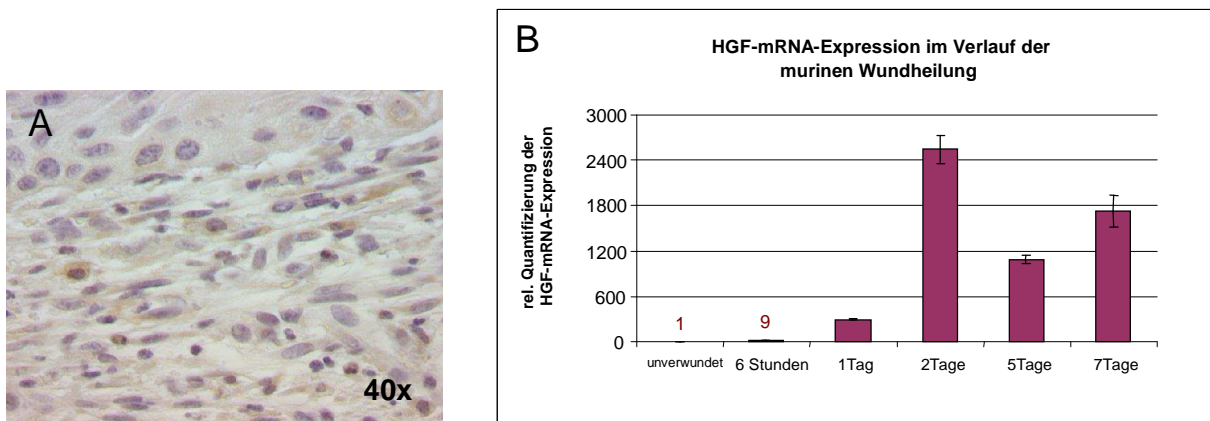 A
40x
B
HGF-mRNA-Expression im Verlauf der
murinen Wundheilung
rel. Quantifizierung der
HGF-mRNA-Expression
3000
2400
1800
1200
600
0
1
9
unverwundet
6 Stunden
1Tag
2Tage
5Tage
7Tage